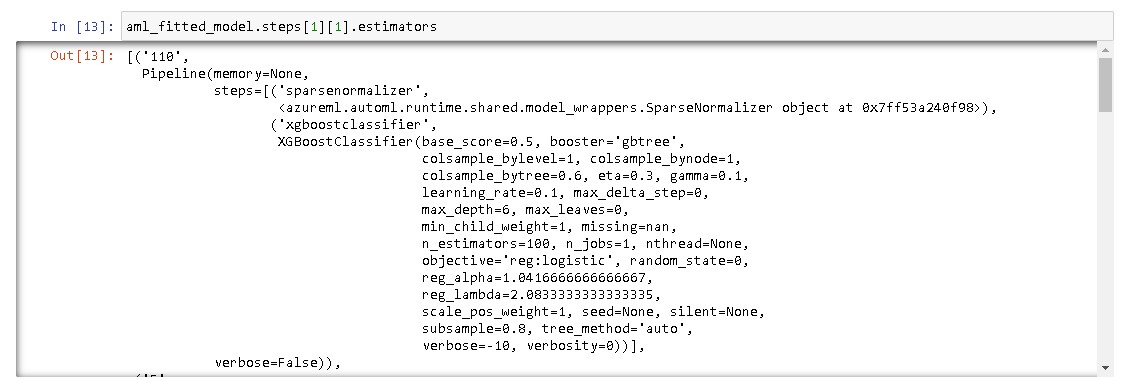 In [13]: aml_fitted_model.steps[1][1].estimators
Out[13]: [('110',
Pipeline(memory=None,
steps=[('sparsenormalizer',
<azureml.automl.runtime.shared.model_wrappers.SparseNormalizer object at 0x7ff53a240f98>),
('xgboostclassifier',
XGBoostClassifier(base_score=0.5, booster='gbtree',
colsample_bylevel=1, colsample_bynode=1,
colsample_bytree=0.6, eta=0.3, gamma=0.1,
learning_rate=0.1, max_delta_step=0,
max_depth=6, max_leaves=0,
min_child_weight=1, missing=nan,
n_estimators=100, n_jobs=1, nthread=None,
objective='reg:logistic', random_state=0,
reg_alpha=1.0416666666666667,
reg_lambda=2.0833333333333335,
scale_pos_weight=1, seed=None, silent=None,
subsample=0.8, tree_method='auto',
verbose=-10, verbosity=0))],
verbose=False)),